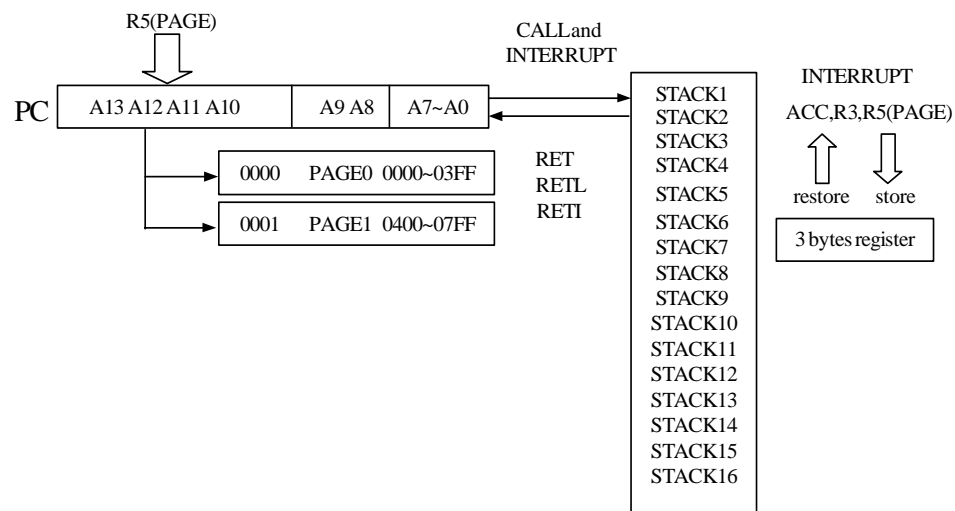 R5(PAGE)
PC
A13 A12 A11 A10
A9 A8
A7~A0
0000 PAGE0 0000~03FF
0001 PAGE1 0400~07FF
CALL and
INTERRUPT
RET
RETL
RETI
STACK1
STACK2
STACK3
STACK4
STACK5
STACK6
STACK7
STACK8
STACK9
STACK10
STACK11
STACK12
STACK13
STACK14
STACK15
STACK16
INTERRUPT
ACC,R3,R5(PAGE)
restore store
3 bytes register